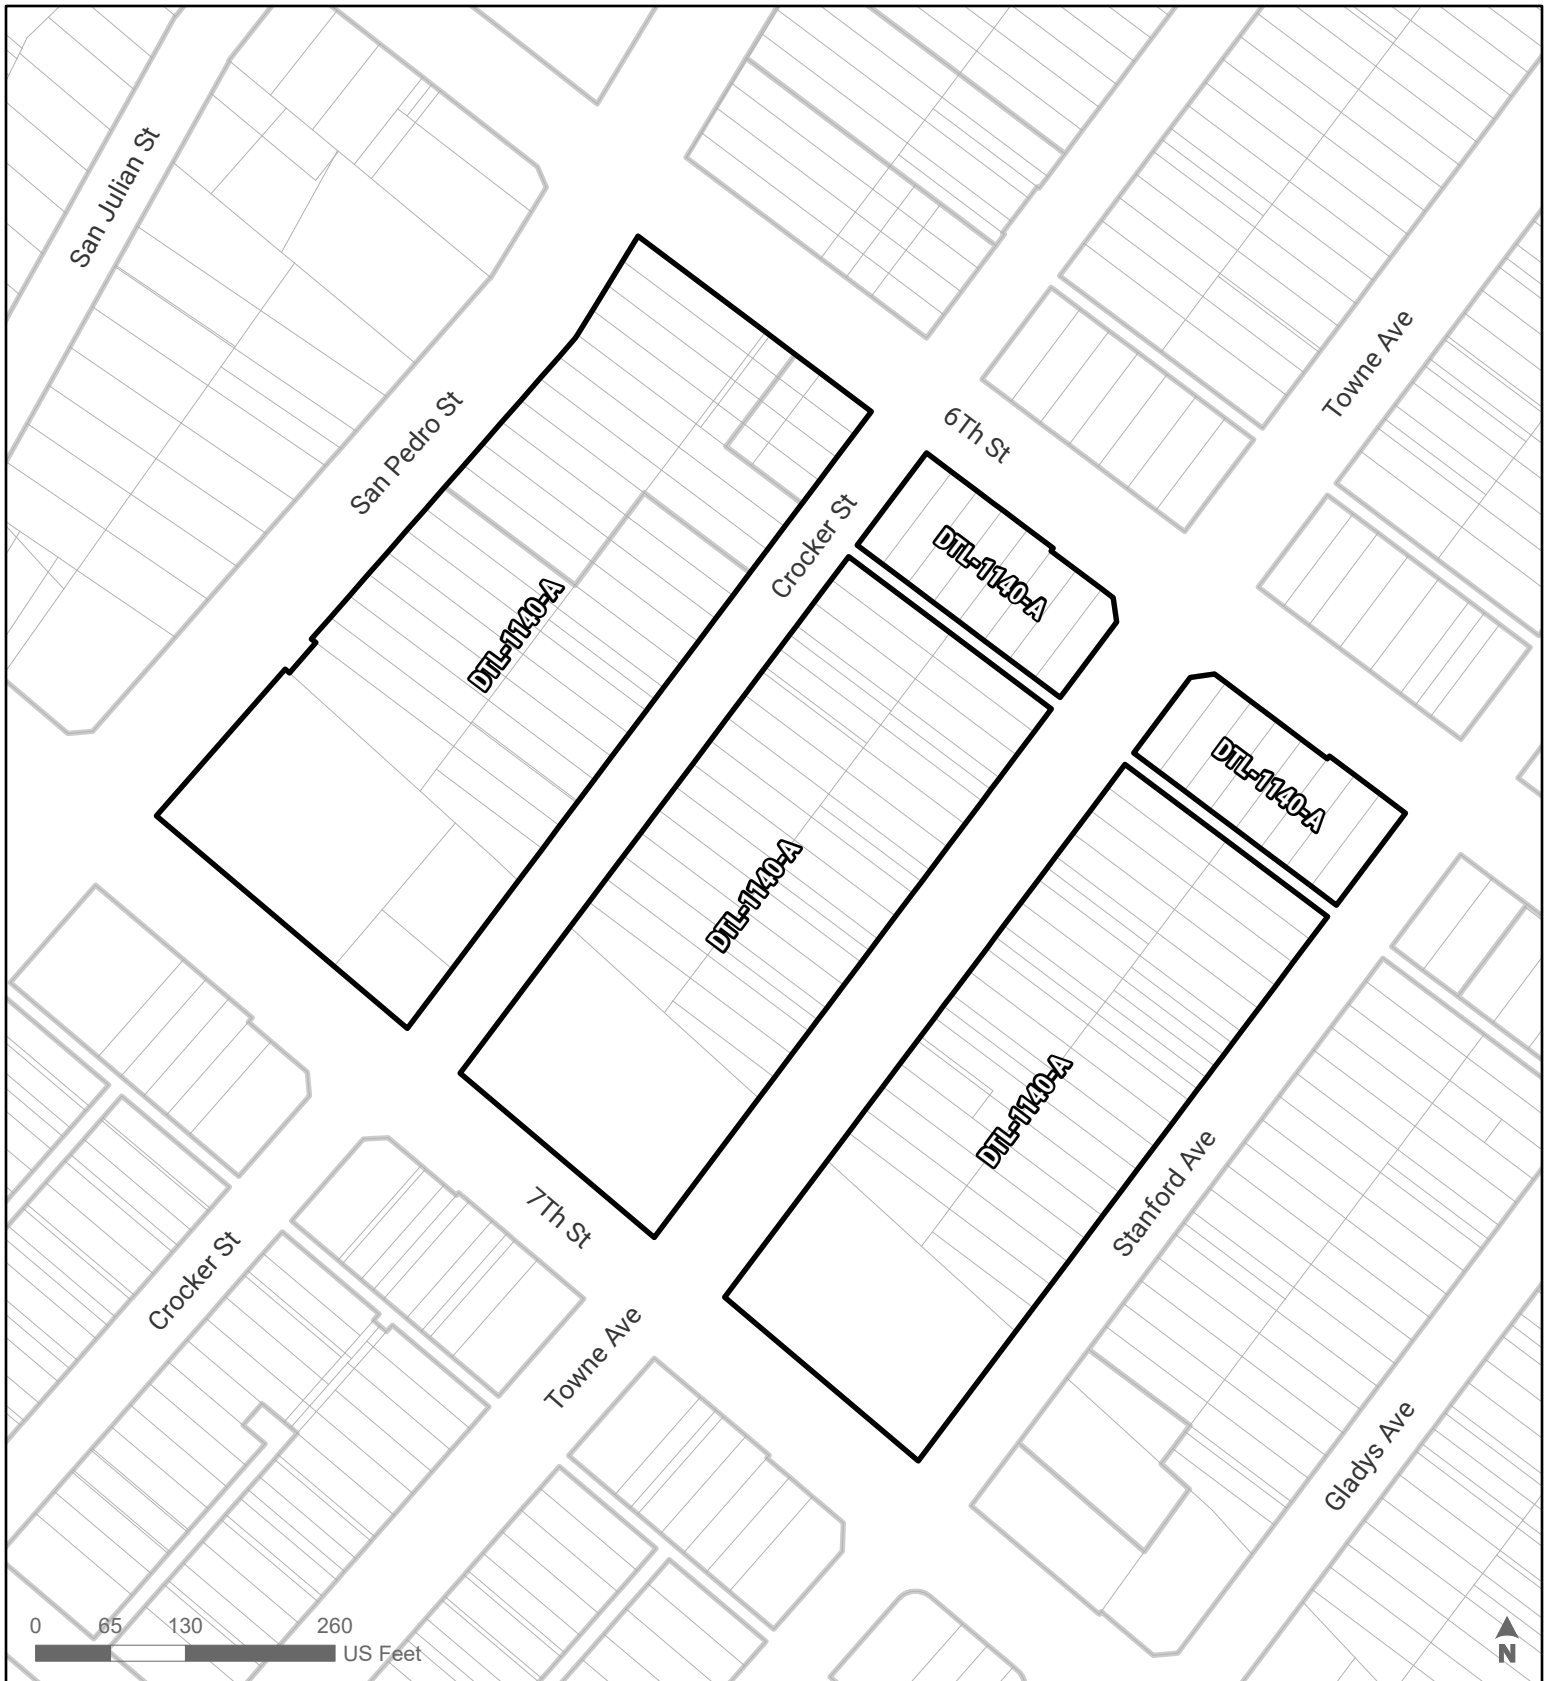 San Julian St
Towne Ave
San Pedro St
6Th St
Crocker St
DTL-1140-A
DTL-1140-A
DTL-1140-A
DTL-1140-A
DTL-1140-A
Stanford Ave
7Th St
Crocker St
Towne Ave
Gladys Ave
0 65 130 260
US Feet
N